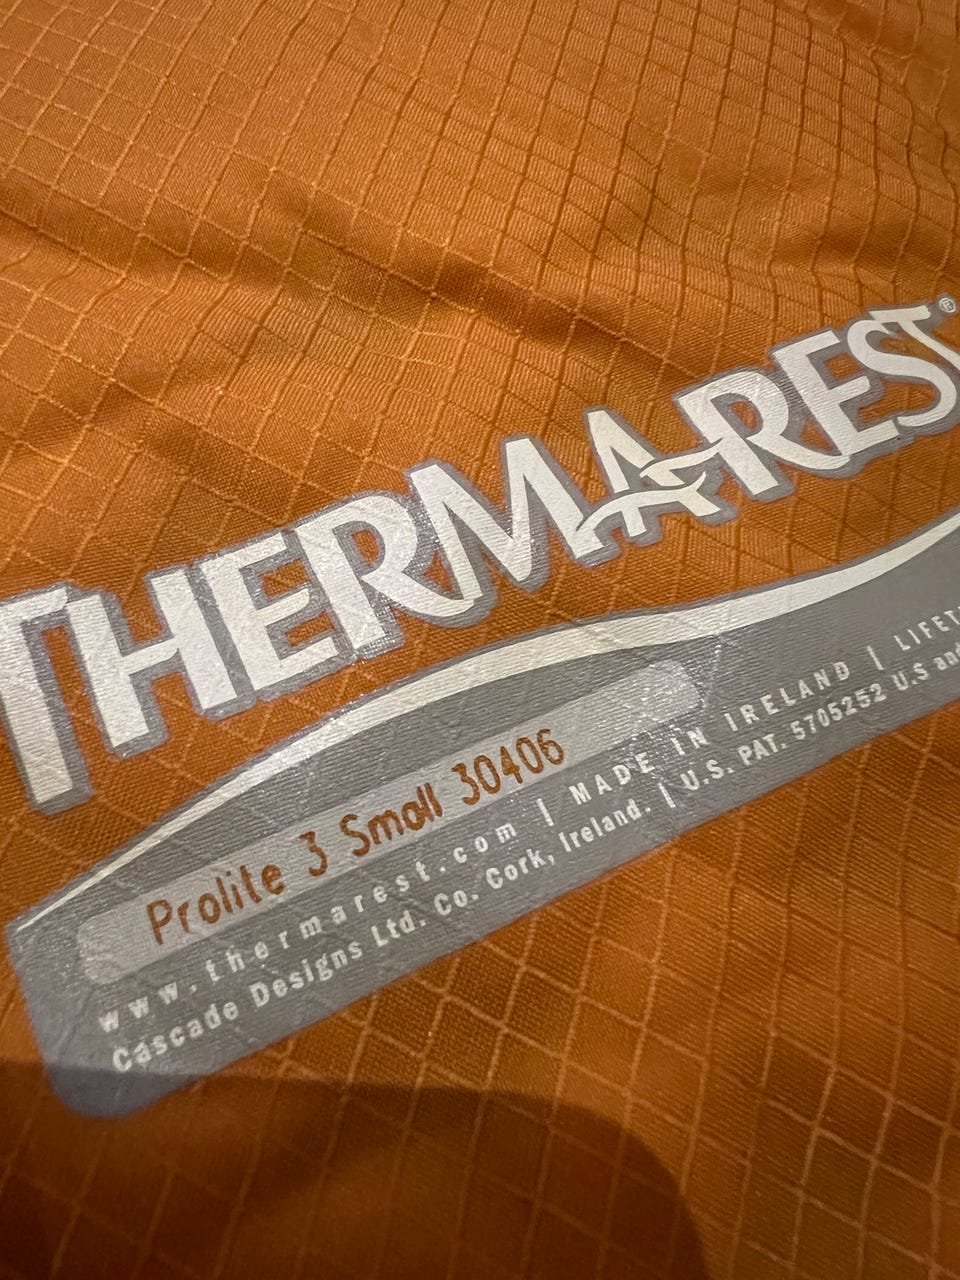 THERMAREST®
Prolite 3 Small 30406
www.thermarest.com | MADE IN IRELAND |
Cascade Designs Ltd. Co. Cork, Ireland. | U.S. PAT. 5705252 U.S and